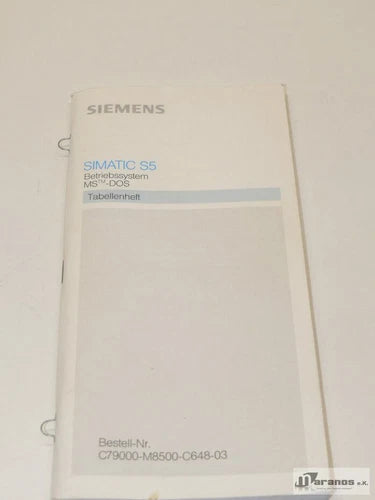 SIEMENS
SIMATIC S5
Betriebssystem
MS™-DOS
Tabellenheft
Bestell-Nr.
C79000-M8500-C648-03
Maranos e.K.